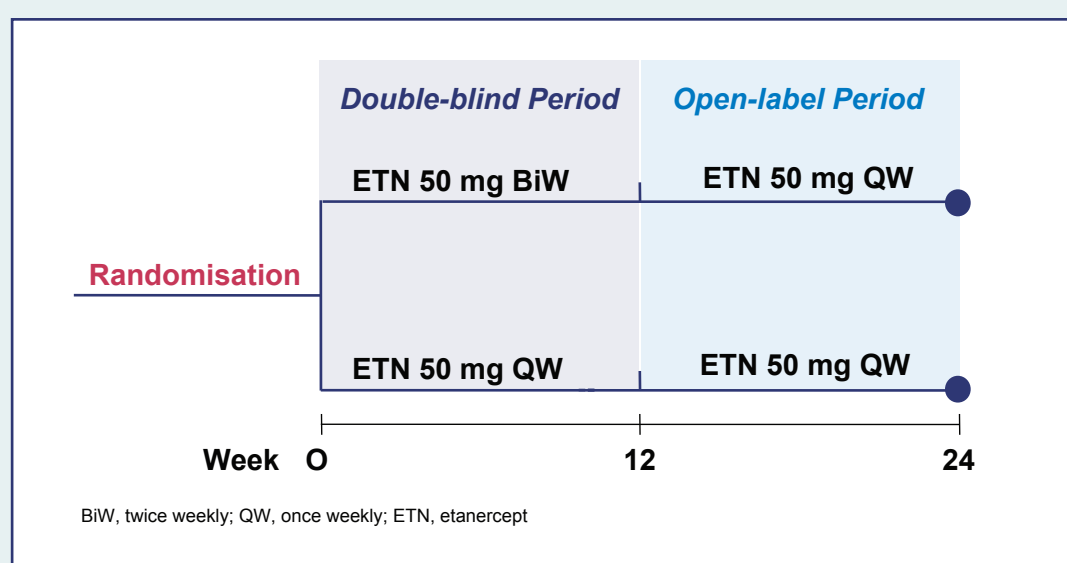 Double-blind Period
Open-label Period
ETN 50 mg BiW
ETN 50 mg QW
Randomisation
ETN 50 mg QW
ETN 50 mg QW
Week O 12 24
BiW, twice weekly; QW, once weekly; ETN, etanercept